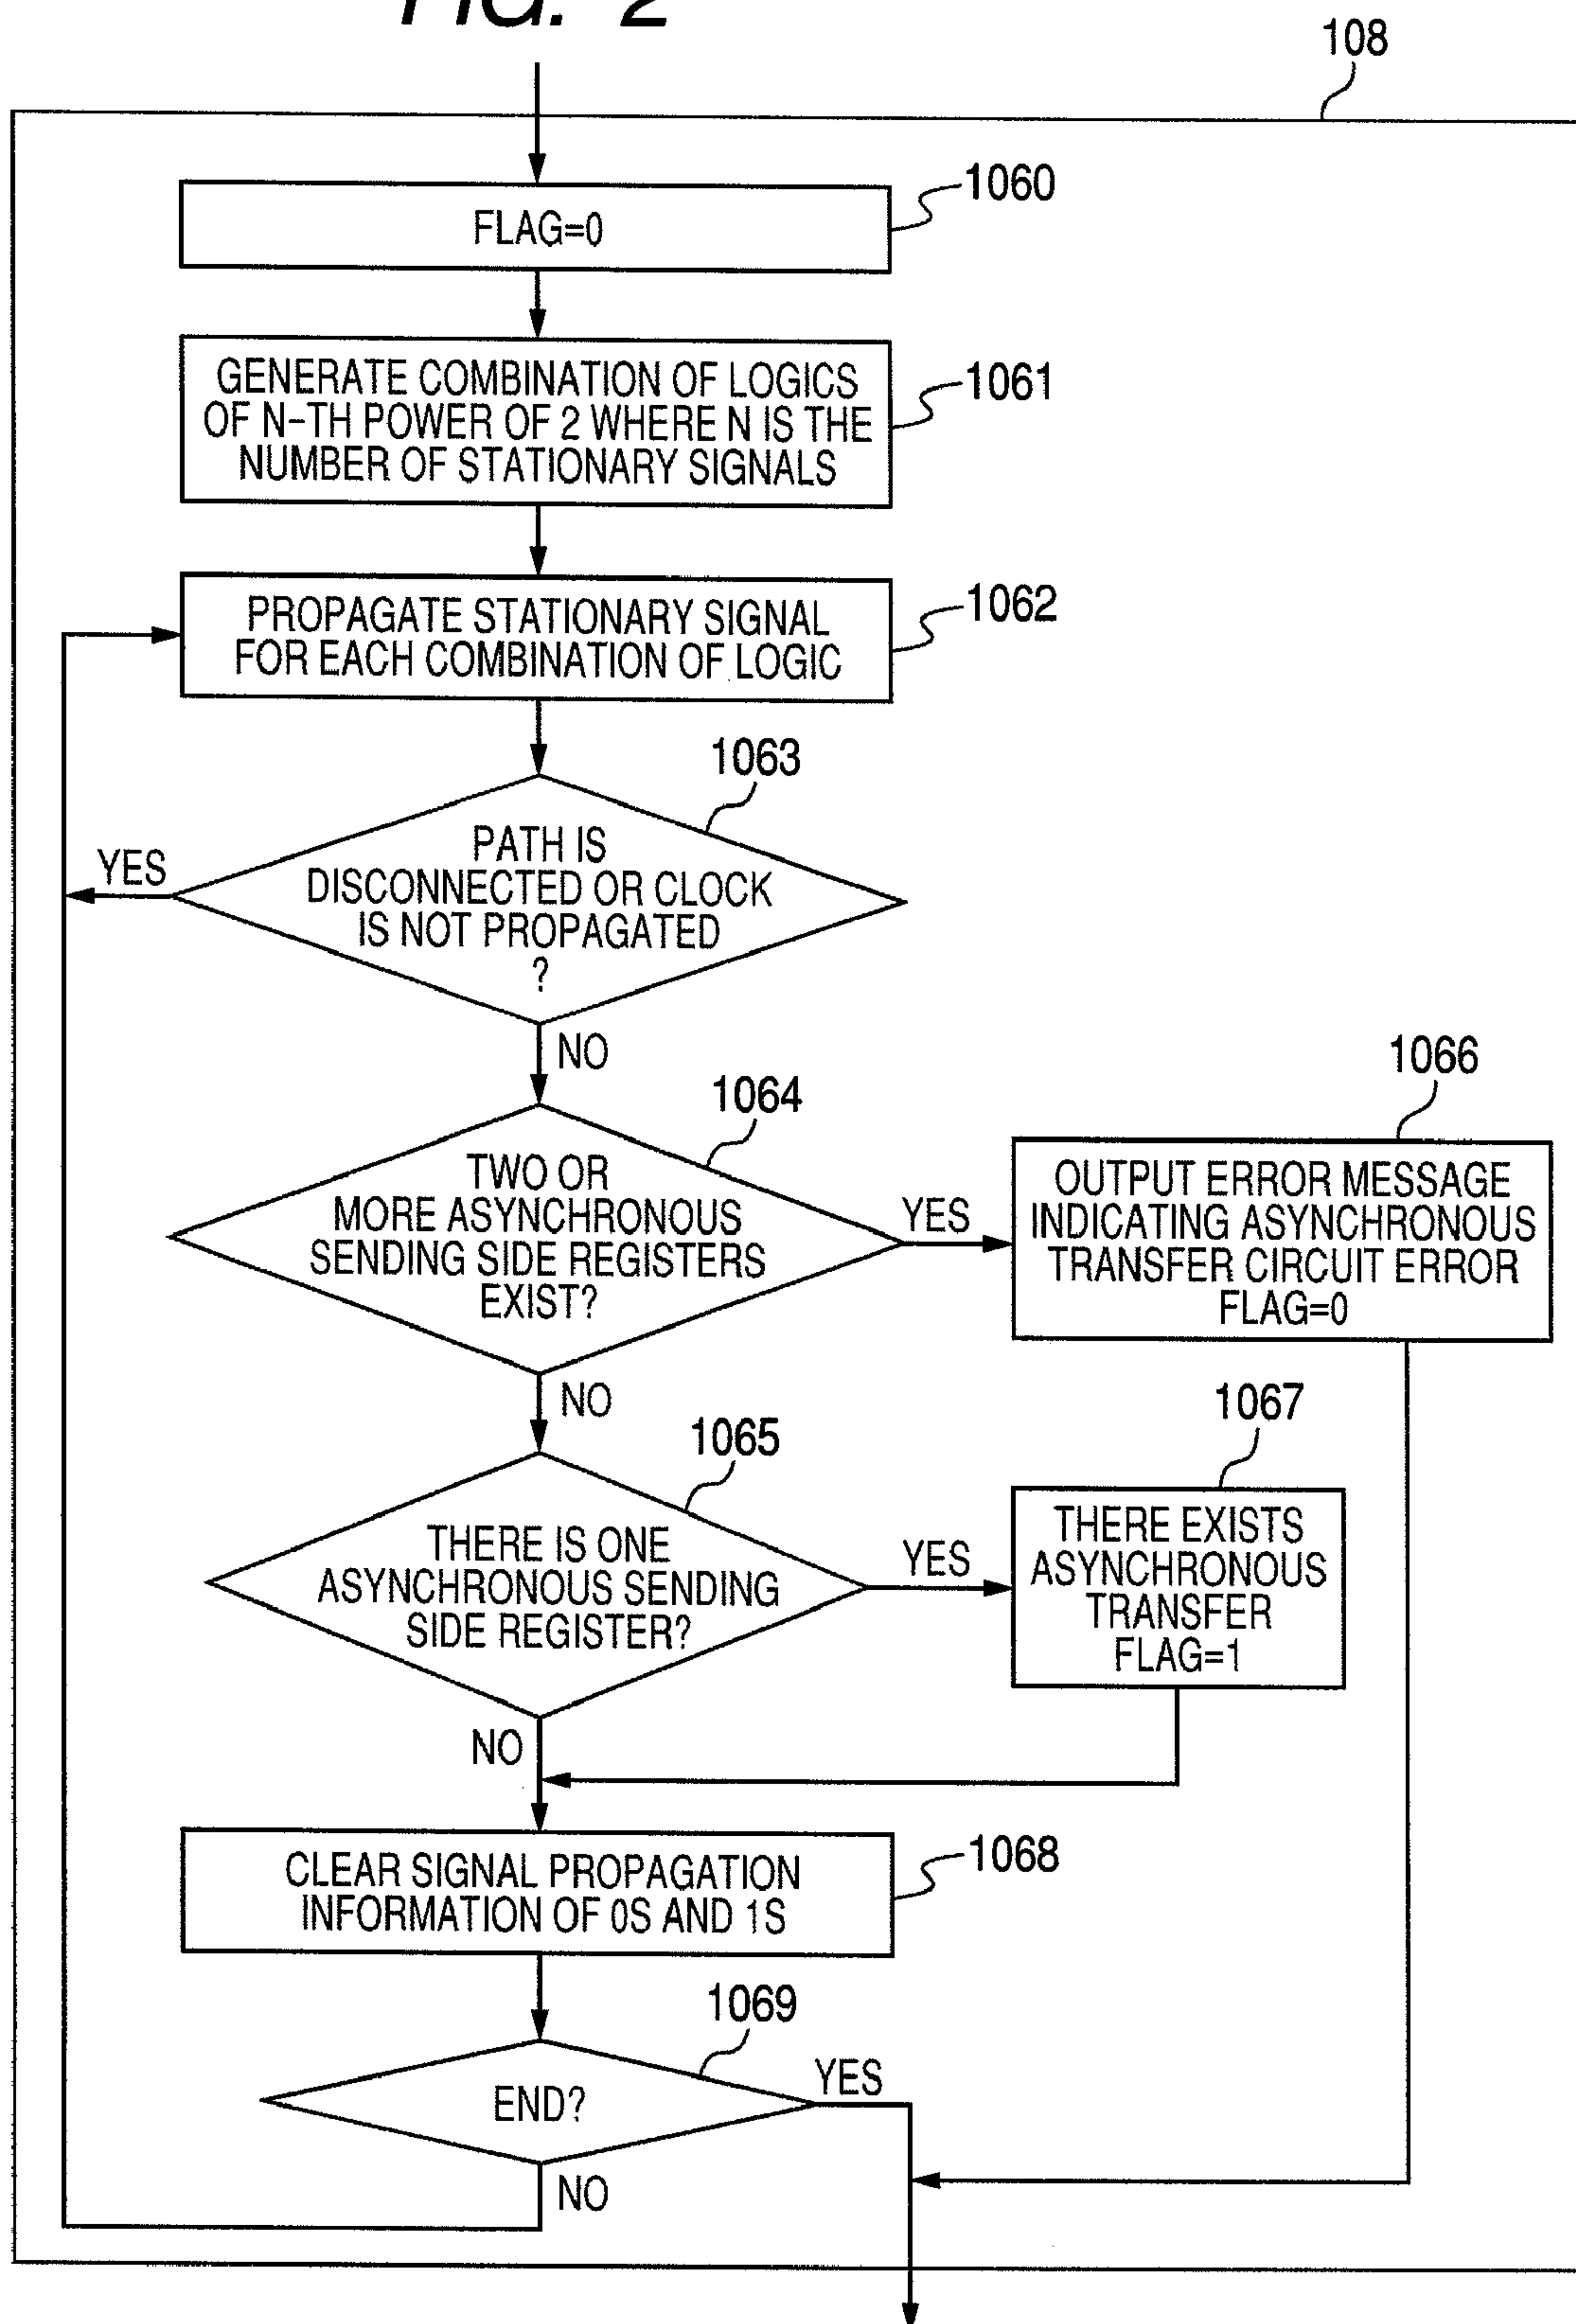 FIG. 2
108
1060
FLAG=0
1061
GENERATE COMBINATION OF LOGICS
OF N-TH POWER OF 2 WHERE N IS THE
NUMBER OF STATIONARY SIGNALS
1062
PROPAGATE STATIONARY SIGNAL
FOR EACH COMBINATION OF LOGIC
1063
PATH IS
DISCONNECTED OR CLOCK
IS NOT PROPAGATED
?
YES
NO
1064
TWO OR
MORE ASYNCHRONOUS
SENDING SIDE REGISTERS
EXIST?
YES
1066
OUTPUT ERROR MESSAGE
INDICATING ASYNCHRONOUS
TRANSFER CIRCUIT ERROR
FLAG=0
NO
1065
THERE IS ONE
ASYNCHRONOUS SENDING
SIDE REGISTER?
YES
1067
THERE EXISTS
ASYNCHRONOUS
TRANSFER
FLAG=1
NO
1068
CLEAR SIGNAL PROPAGATION
INFORMATION OF 0S AND 1S
1069
END?
YES
NO